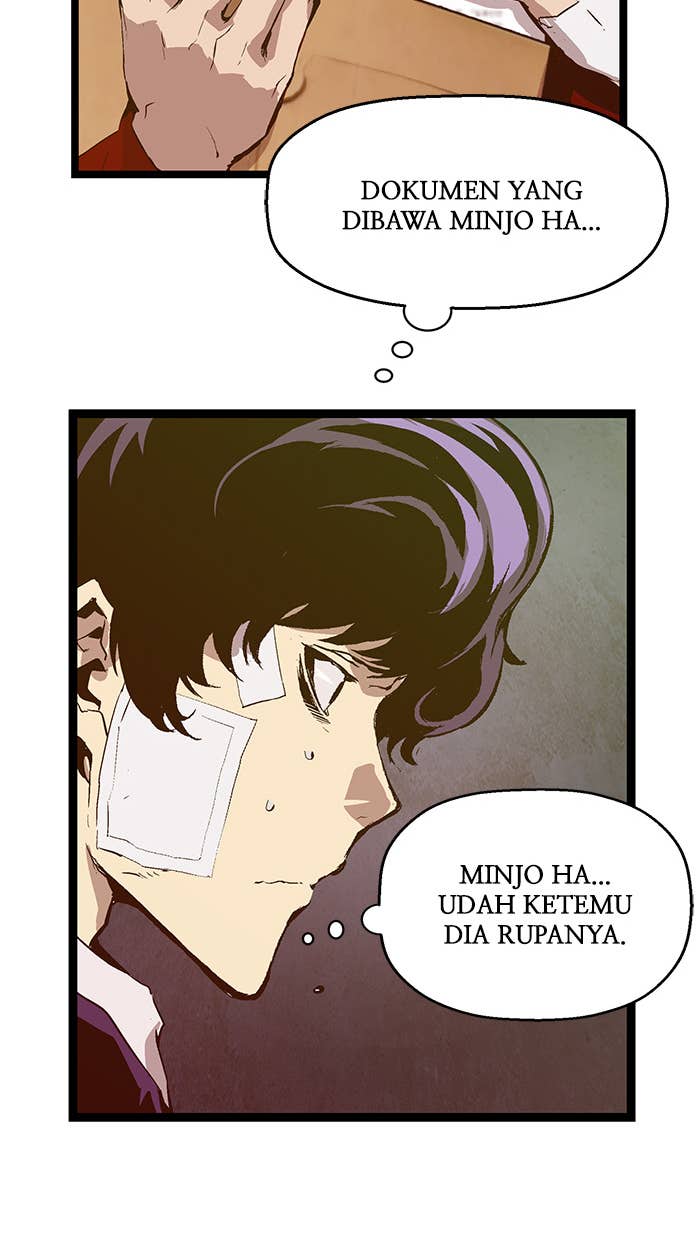 DOKUMEN YANG
DIBAWA MINJO HA...
MINJO HA...
UDAH KETEMU
DIA RUPANYA.